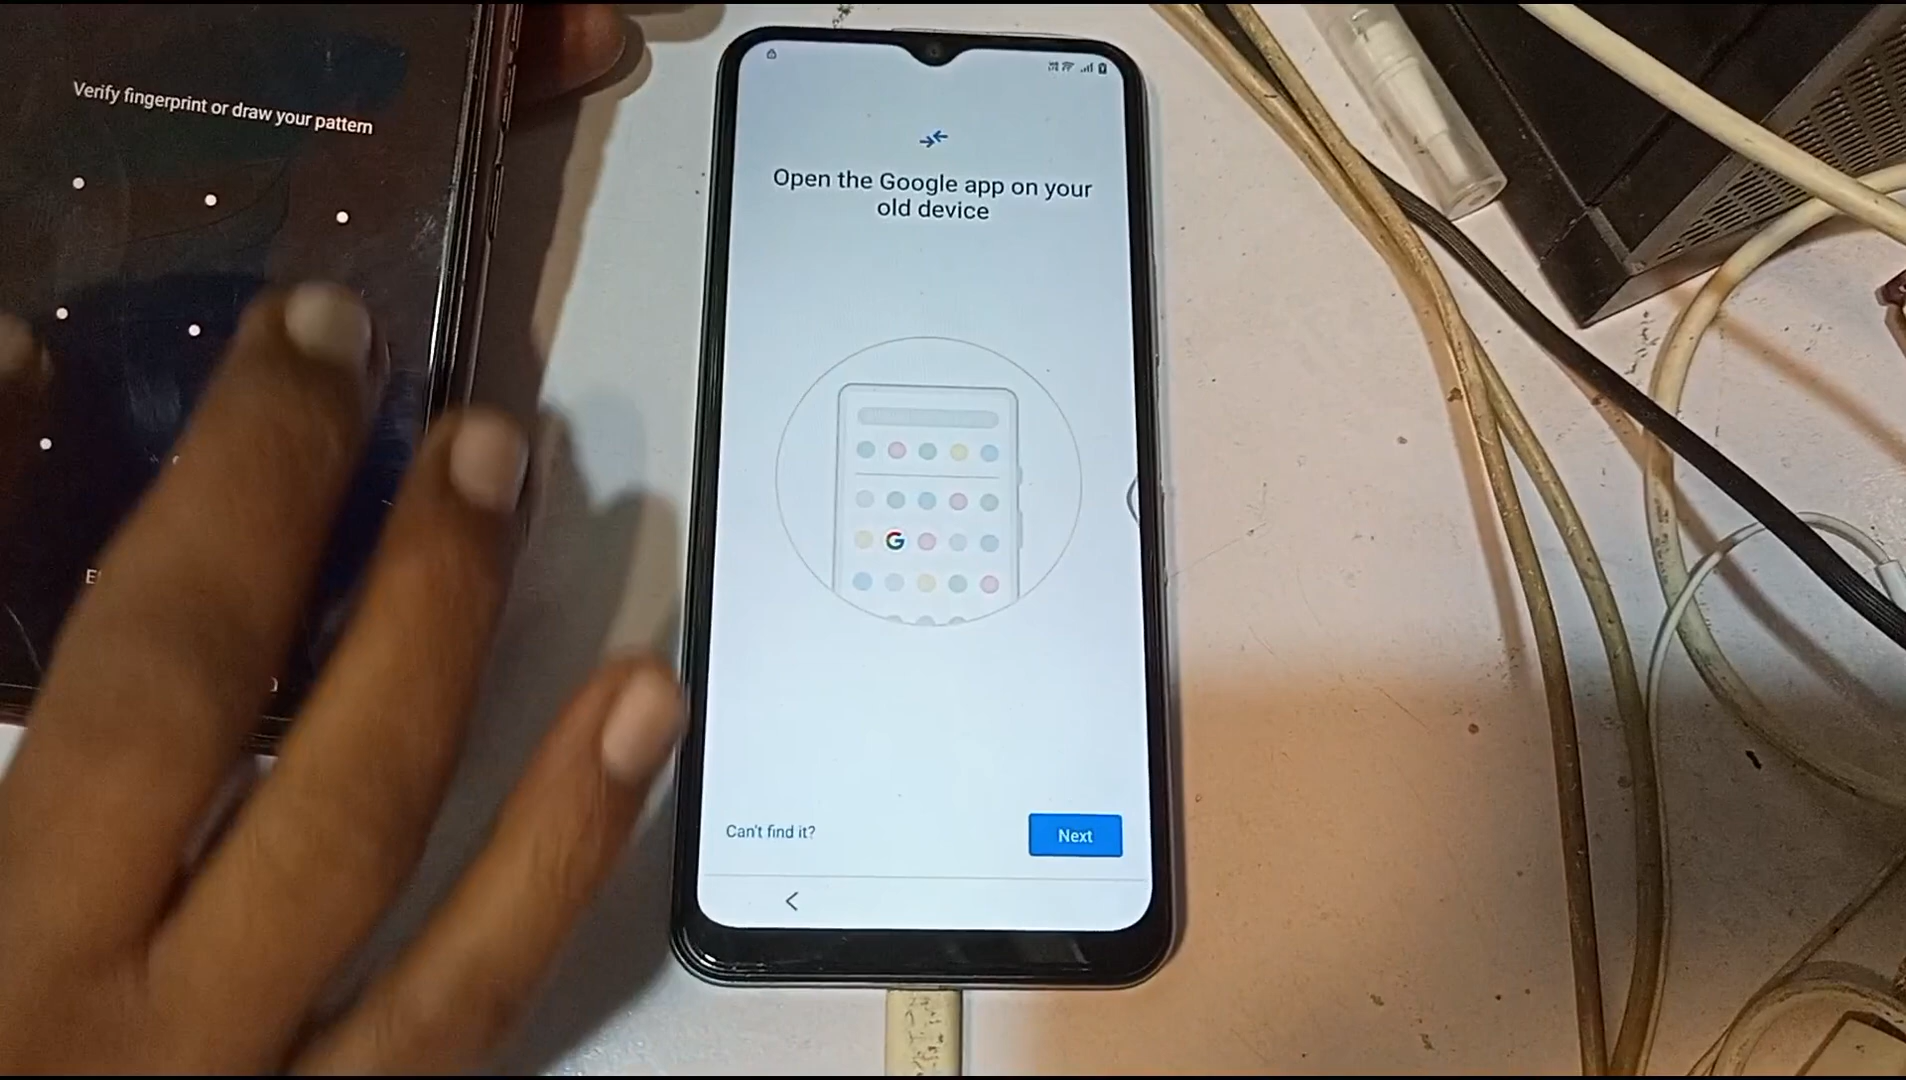 Verify fingerprint or draw your pattern
Open the Google app on your
old device
G
Can't find it?
Next